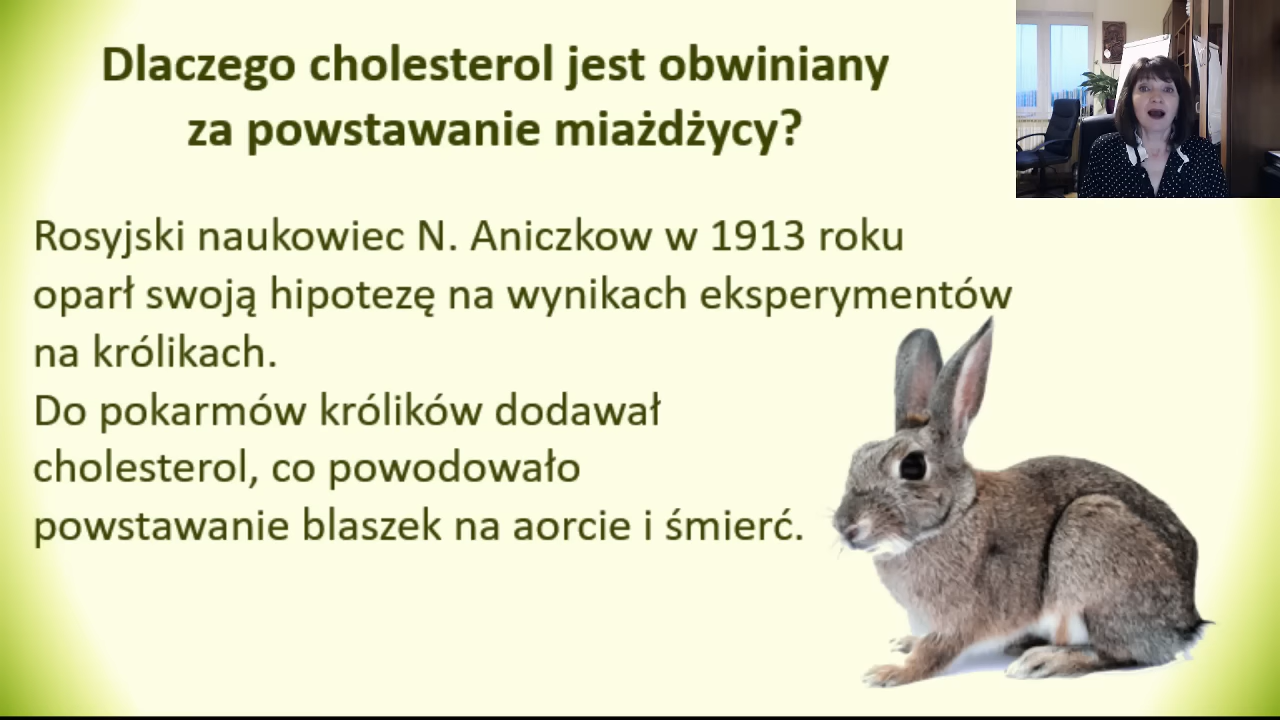 Dlaczego cholesterol jest obwiniany
za powstawanie miażdżycy?
Rosyjski naukowiec N. Aniczkow w 1913 roku
oparł swoją hipotezę na wynikach eksperymentów
na królikach.
Do pokarmów królików dodawał
cholesterol, co powodowało
powstawanie blaszek na aorcie i śmierć.